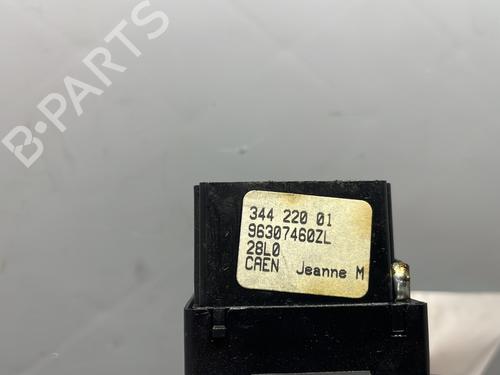 B-PARTS
344 220 01
96307460ZL
28L0
CAEN Jeanne M